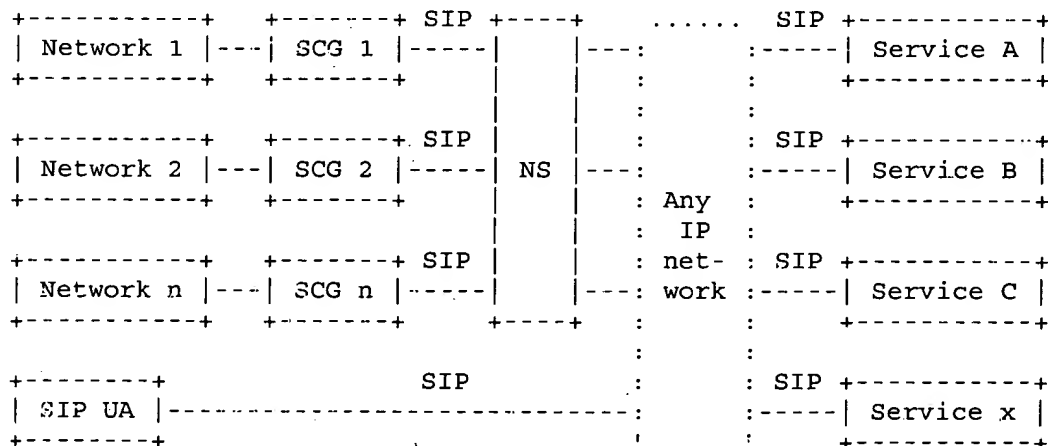 SIP SIP
Network 1 SCG 1 Service A
SIP SIP
Network 2 SCG 2 NS Service B
Any
IP
SIP net- SIP
Network n SCG n work Service C
SIP SIP
SIP UA Service x